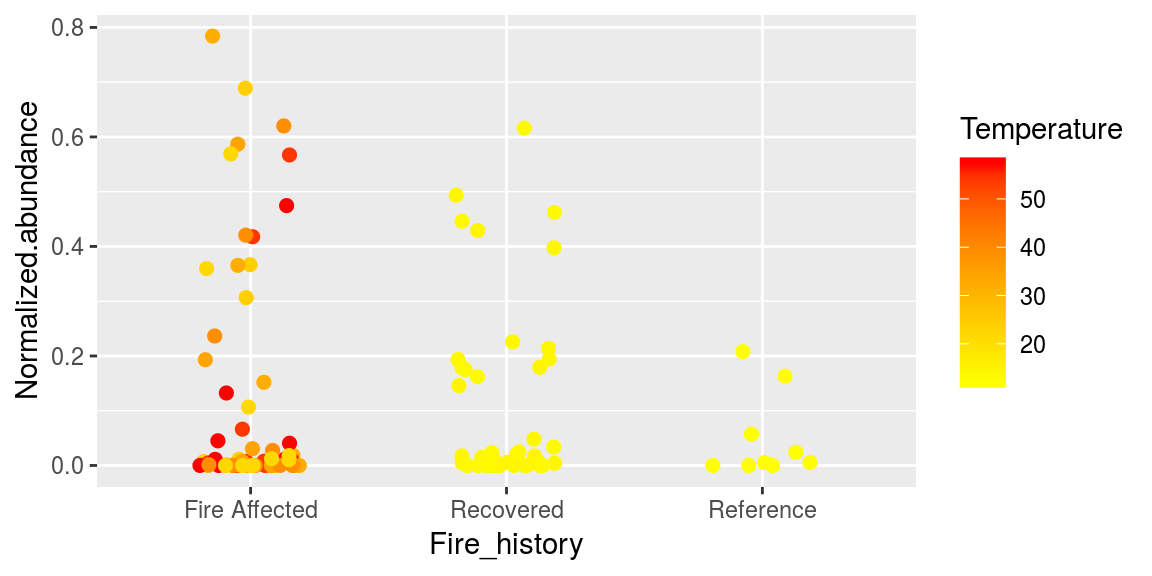 0.8
0.6
0.4
0.2
0.0
Normalized.abundance
Fire Affected
Recovered
Reference
Fire_history
Temperature
50
40
30
20